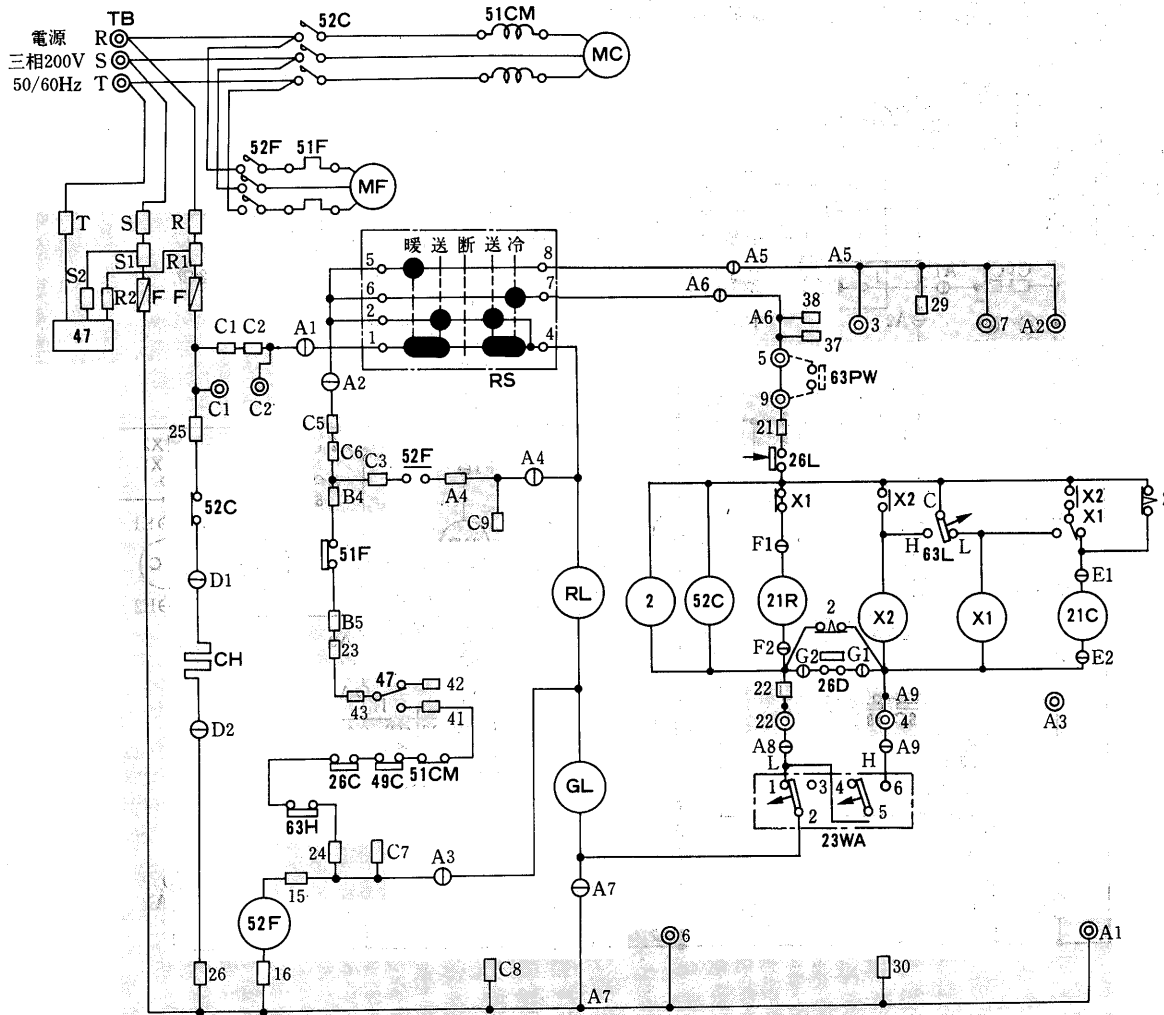 TB
52C
51CM
電源 R
三相200V S
50/60Hz T
MC
52F 51F
MF
T S R
暖 送 断 送 冷
5 8
6 7
2
1 4
RS
S2 S1 R1
R2 F F
47
C1 C2 A1
C1 C2
A2
A5 A5
A6
A6 38
37
3 29 7 A2
5
63PW
9
21
26L
25
C5
C6 C3 52F A4 A4
B4 C9
52C
51F
D1
X1 X2 C X2
X1
H 63L L
F1 E1
RL 2 52C 21R X2 X1 21C
2
F2 G2 G1 E2
26D
B5
23
CH
47 42
43 41
22
22
A9
4
A3
D2
A8 A9
L H
26C 49C 51CM
GL
1 3 4 6
2 5
23WA
63H
24 C7 A3
15
A7
52F
6 A1
26 16 C8 30
A7